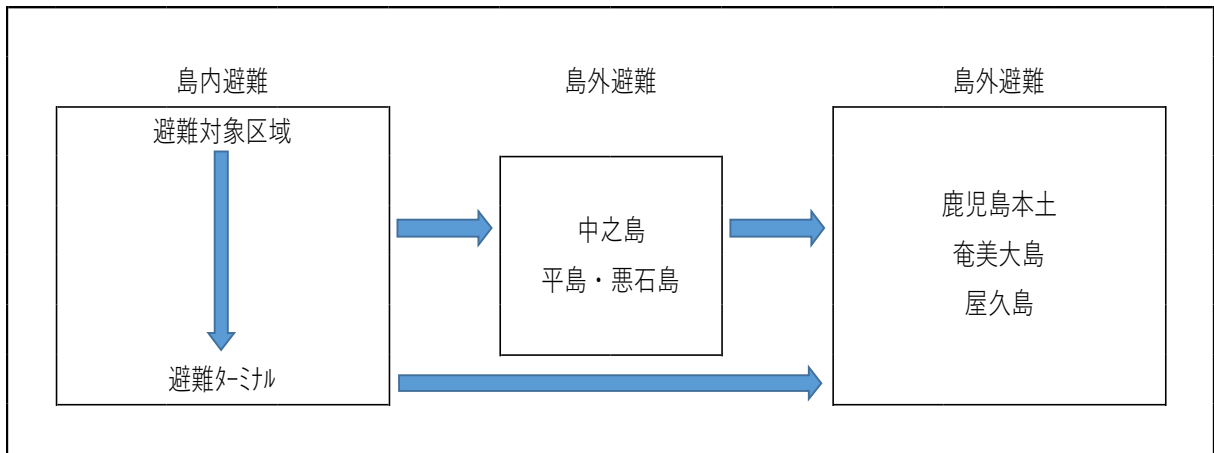 島内避難
島外避難
島外避難
避難対象区域
避難ﾀｰﾐﾅﾙ
中之島
平島・悪石島
鹿児島本土
奄美大島
屋久島